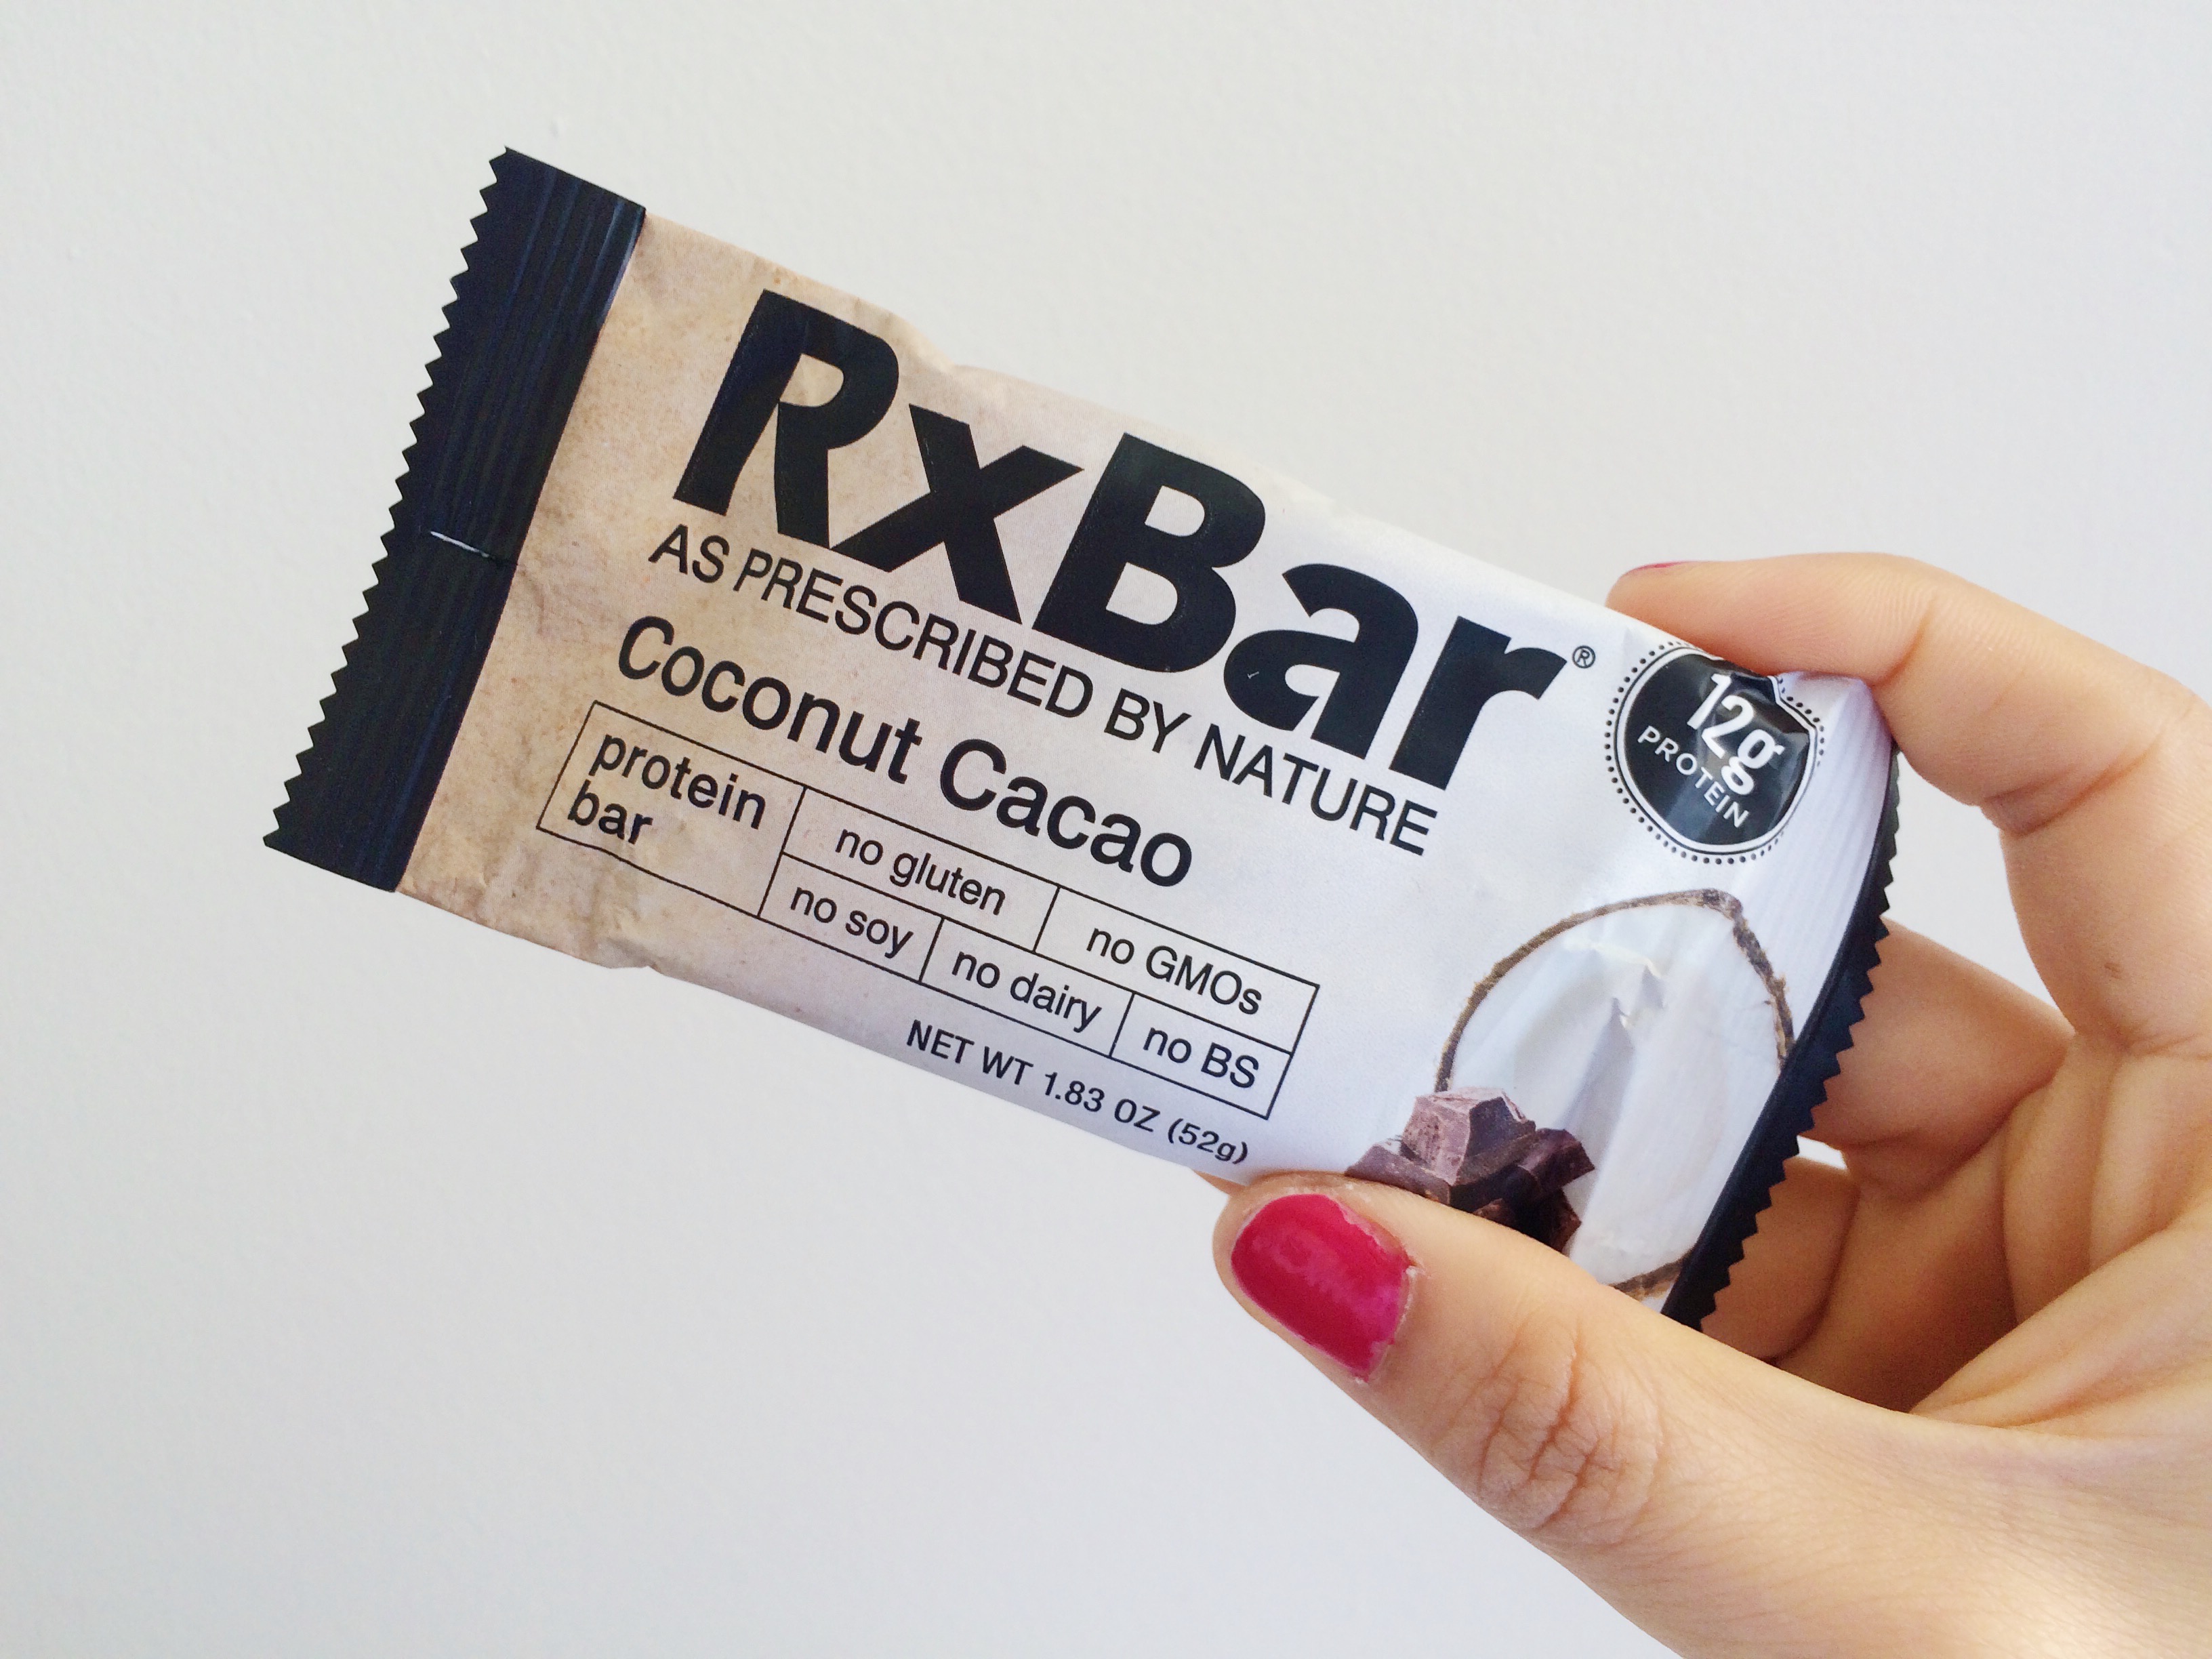 RxBar®
AS PRESCRIBED BY NATURE
Coconut Cacao
protein
bar
no gluten
no GMOs
no soy
no dairy
no BS
NET WT 1.83 OZ (52g)
12g
PROTEIN